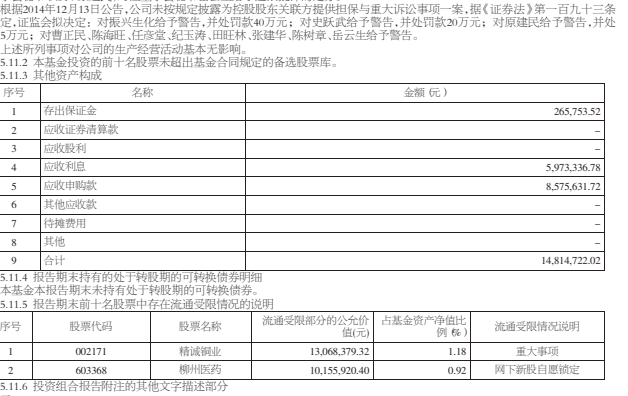 根据2014年12月13日公告,公司未按规定披露为控股股东关联方提供担保与重大诉讼事项一案,据《证券法》第一百九十三条
定,证监会拟决定:对振兴生化给予警告,并处罚款40万元;对史跃武给予警告,并处罚款20万元;对原建民给予警告,并处
5万元;对曹正民、陈海旺、任彦堂、纪玉涛、田旺林、张建华、陈树章、岳云生给予警告。
上述所列事项对公司的生产经营活动基本无影响。
5.11.2 本基金投资的前十名股票未超出基金合同规定的备选股票库。
5.11.3 其他资产构成
序号 名称 金额(元)
1 存出保证金 265,753.52
2 应收证券清算款 –
3 应收股利 –
4 应收利息 5,973,336.78
5 应收申购款 8,575,631.72
6 其他应收款 –
7 待摊费用 –
8 其他 –
9 合计 14,814,722.02
5.11.4 报告期末持有的处于转股期的可转换债券明细
本基金本报告期末未持有处于转股期的可转换债券。
5.11.5 报告期末前十名股票中存在流通受限情况的说明
序号 股票代码 股票名称 流通受限部分的公允价值(元) 占基金资产净值比例(%) 流通受限情况说明
1 002171 精诚铜业 13,068,379.32 1.18 重大事项
2 603368 柳州医药 10,155,920.40 0.92 网下新股自愿锁定
5.11.6 投资组合报告附注的其他文字描述部分